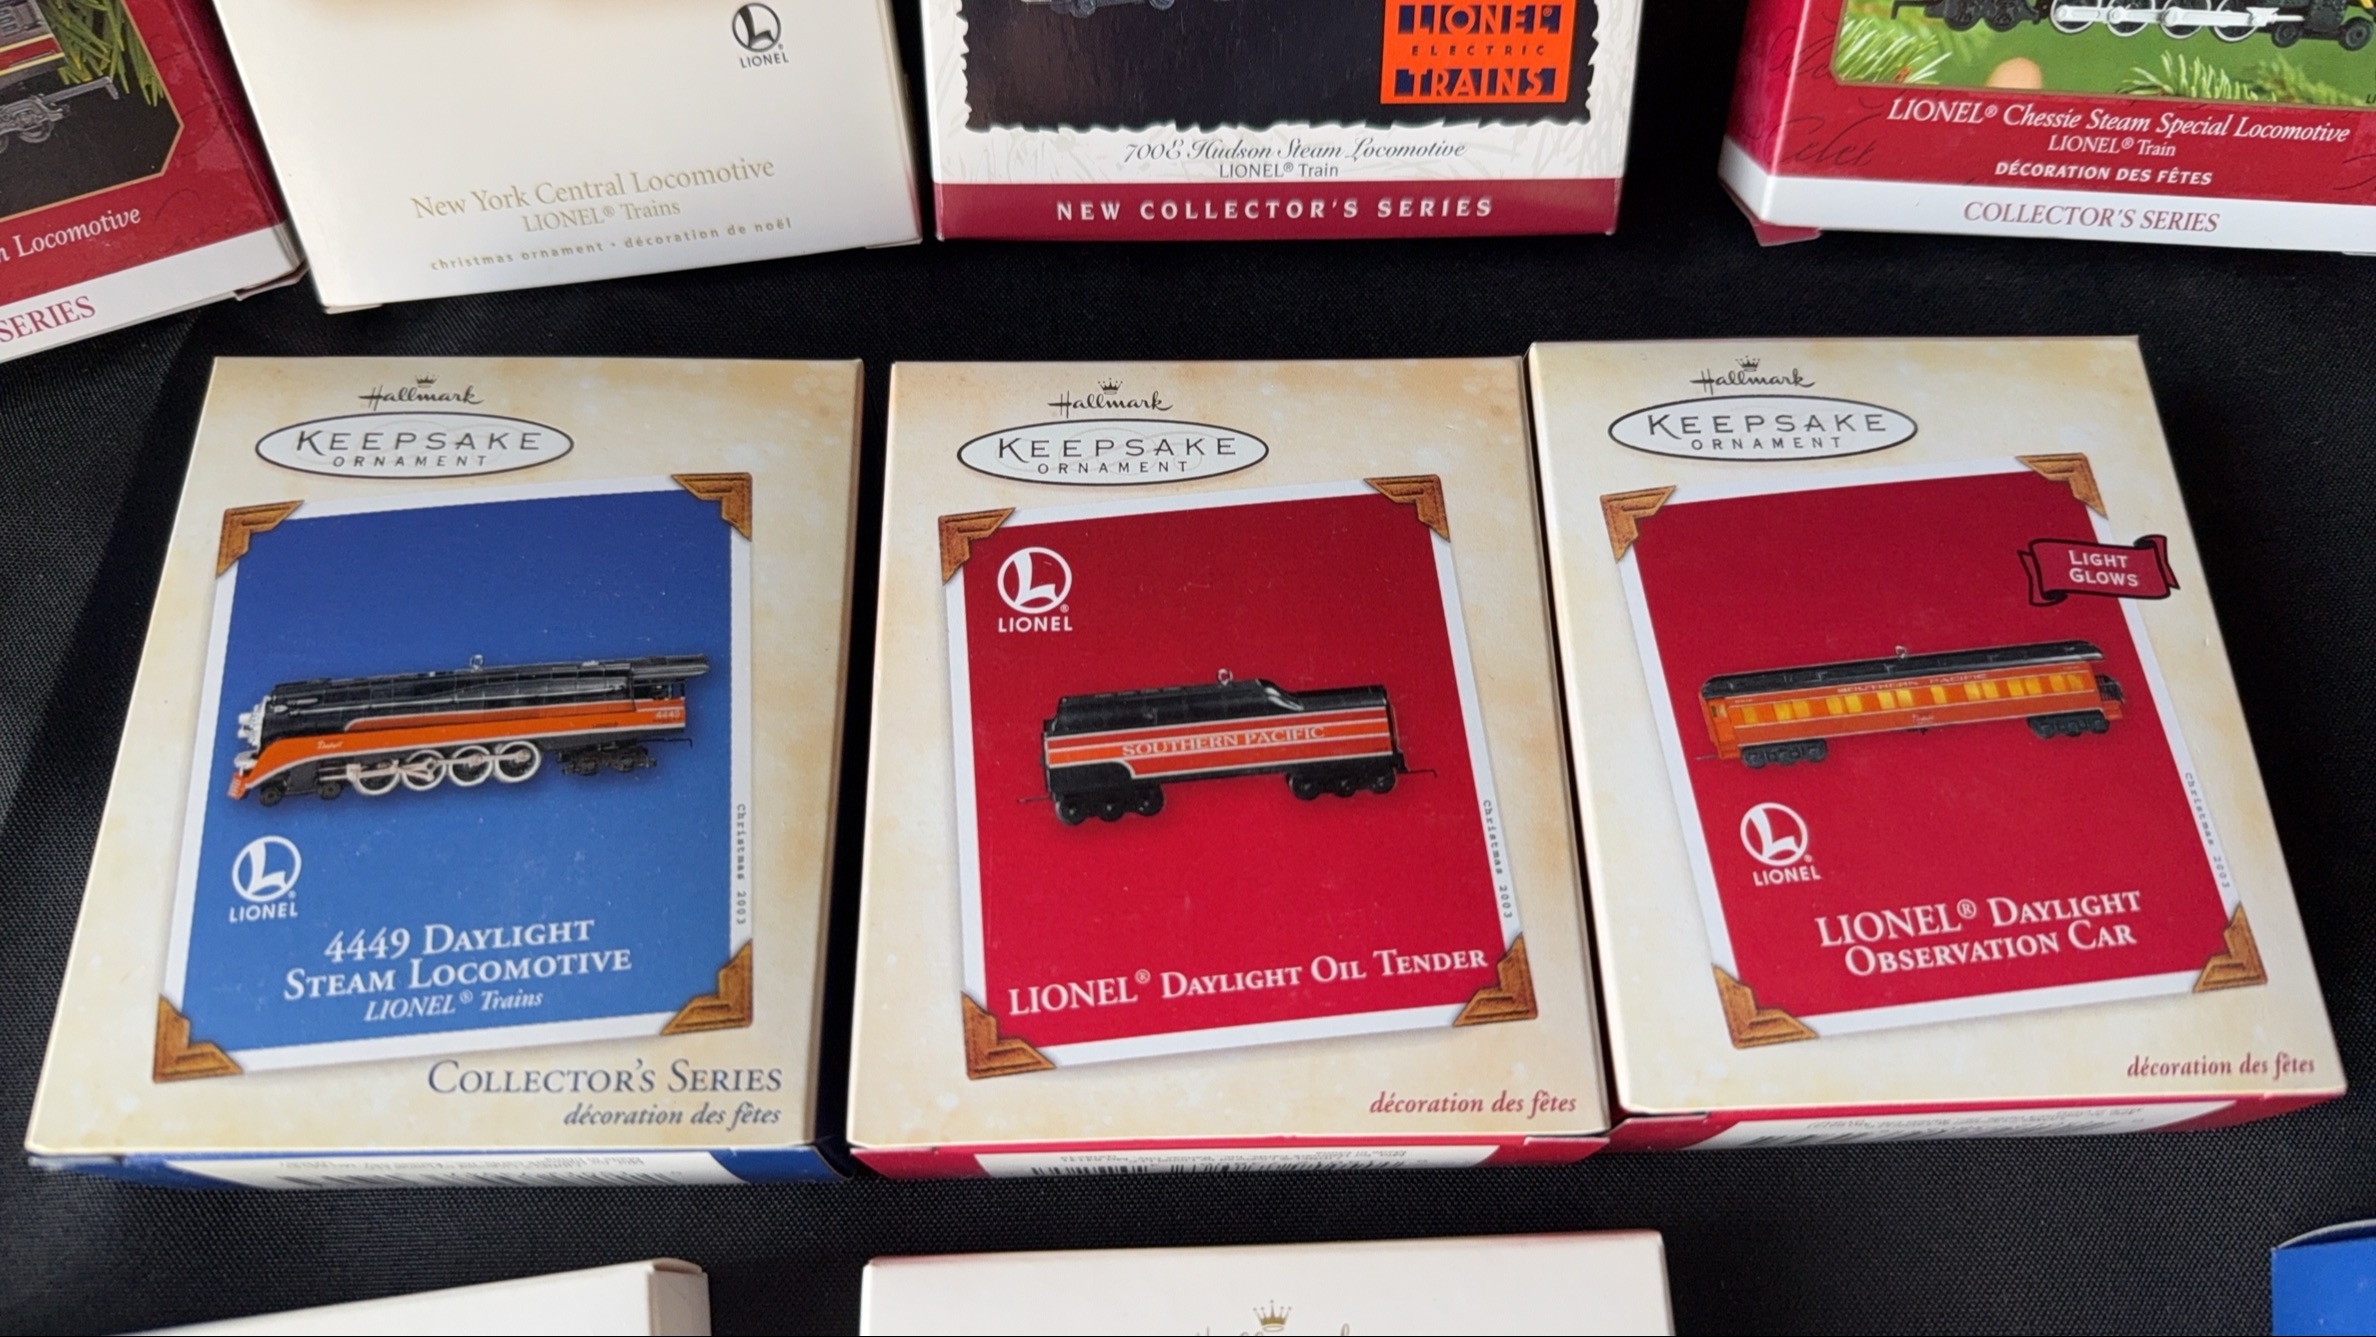 n Locomotive
SERIES
LIONEL
New York Central Locomotive
LIONEL® Trains
christmas ornament • décoration de noël
LIONEL®
ELECTRIC
TRAINS
700E Hudson Steam Locomotive
LIONEL® Train
NEW COLLECTOR'S SERIES
LIONEL® Chessie Steam Special Locomotive
LIONEL® Train
DÉCORATION DES FÊTES
COLLECTOR'S SERIES
Hallmark
KEEPSAKE
ORNAMENT
4449
Christmas 2003
L®
LIONEL
4449 DAYLIGHT
STEAM LOCOMOTIVE
LIONEL® Trains
COLLECTOR'S SERIES
décoration des fêtes
Hallmark
KEEPSAKE
ORNAMENT
L®
LIONEL
SOUTHERN PACIFIC
Christmas 2003
LIONEL® DAYLIGHT OIL TENDER
décoration des fêtes
Hallmark
KEEPSAKE
ORNAMENT
LIGHT
GLOWS
SOUTHERN PACIFIC
Christmas 2003
L®
LIONEL
LIONEL® DAYLIGHT
OBSERVATION CAR
décoration des fêtes